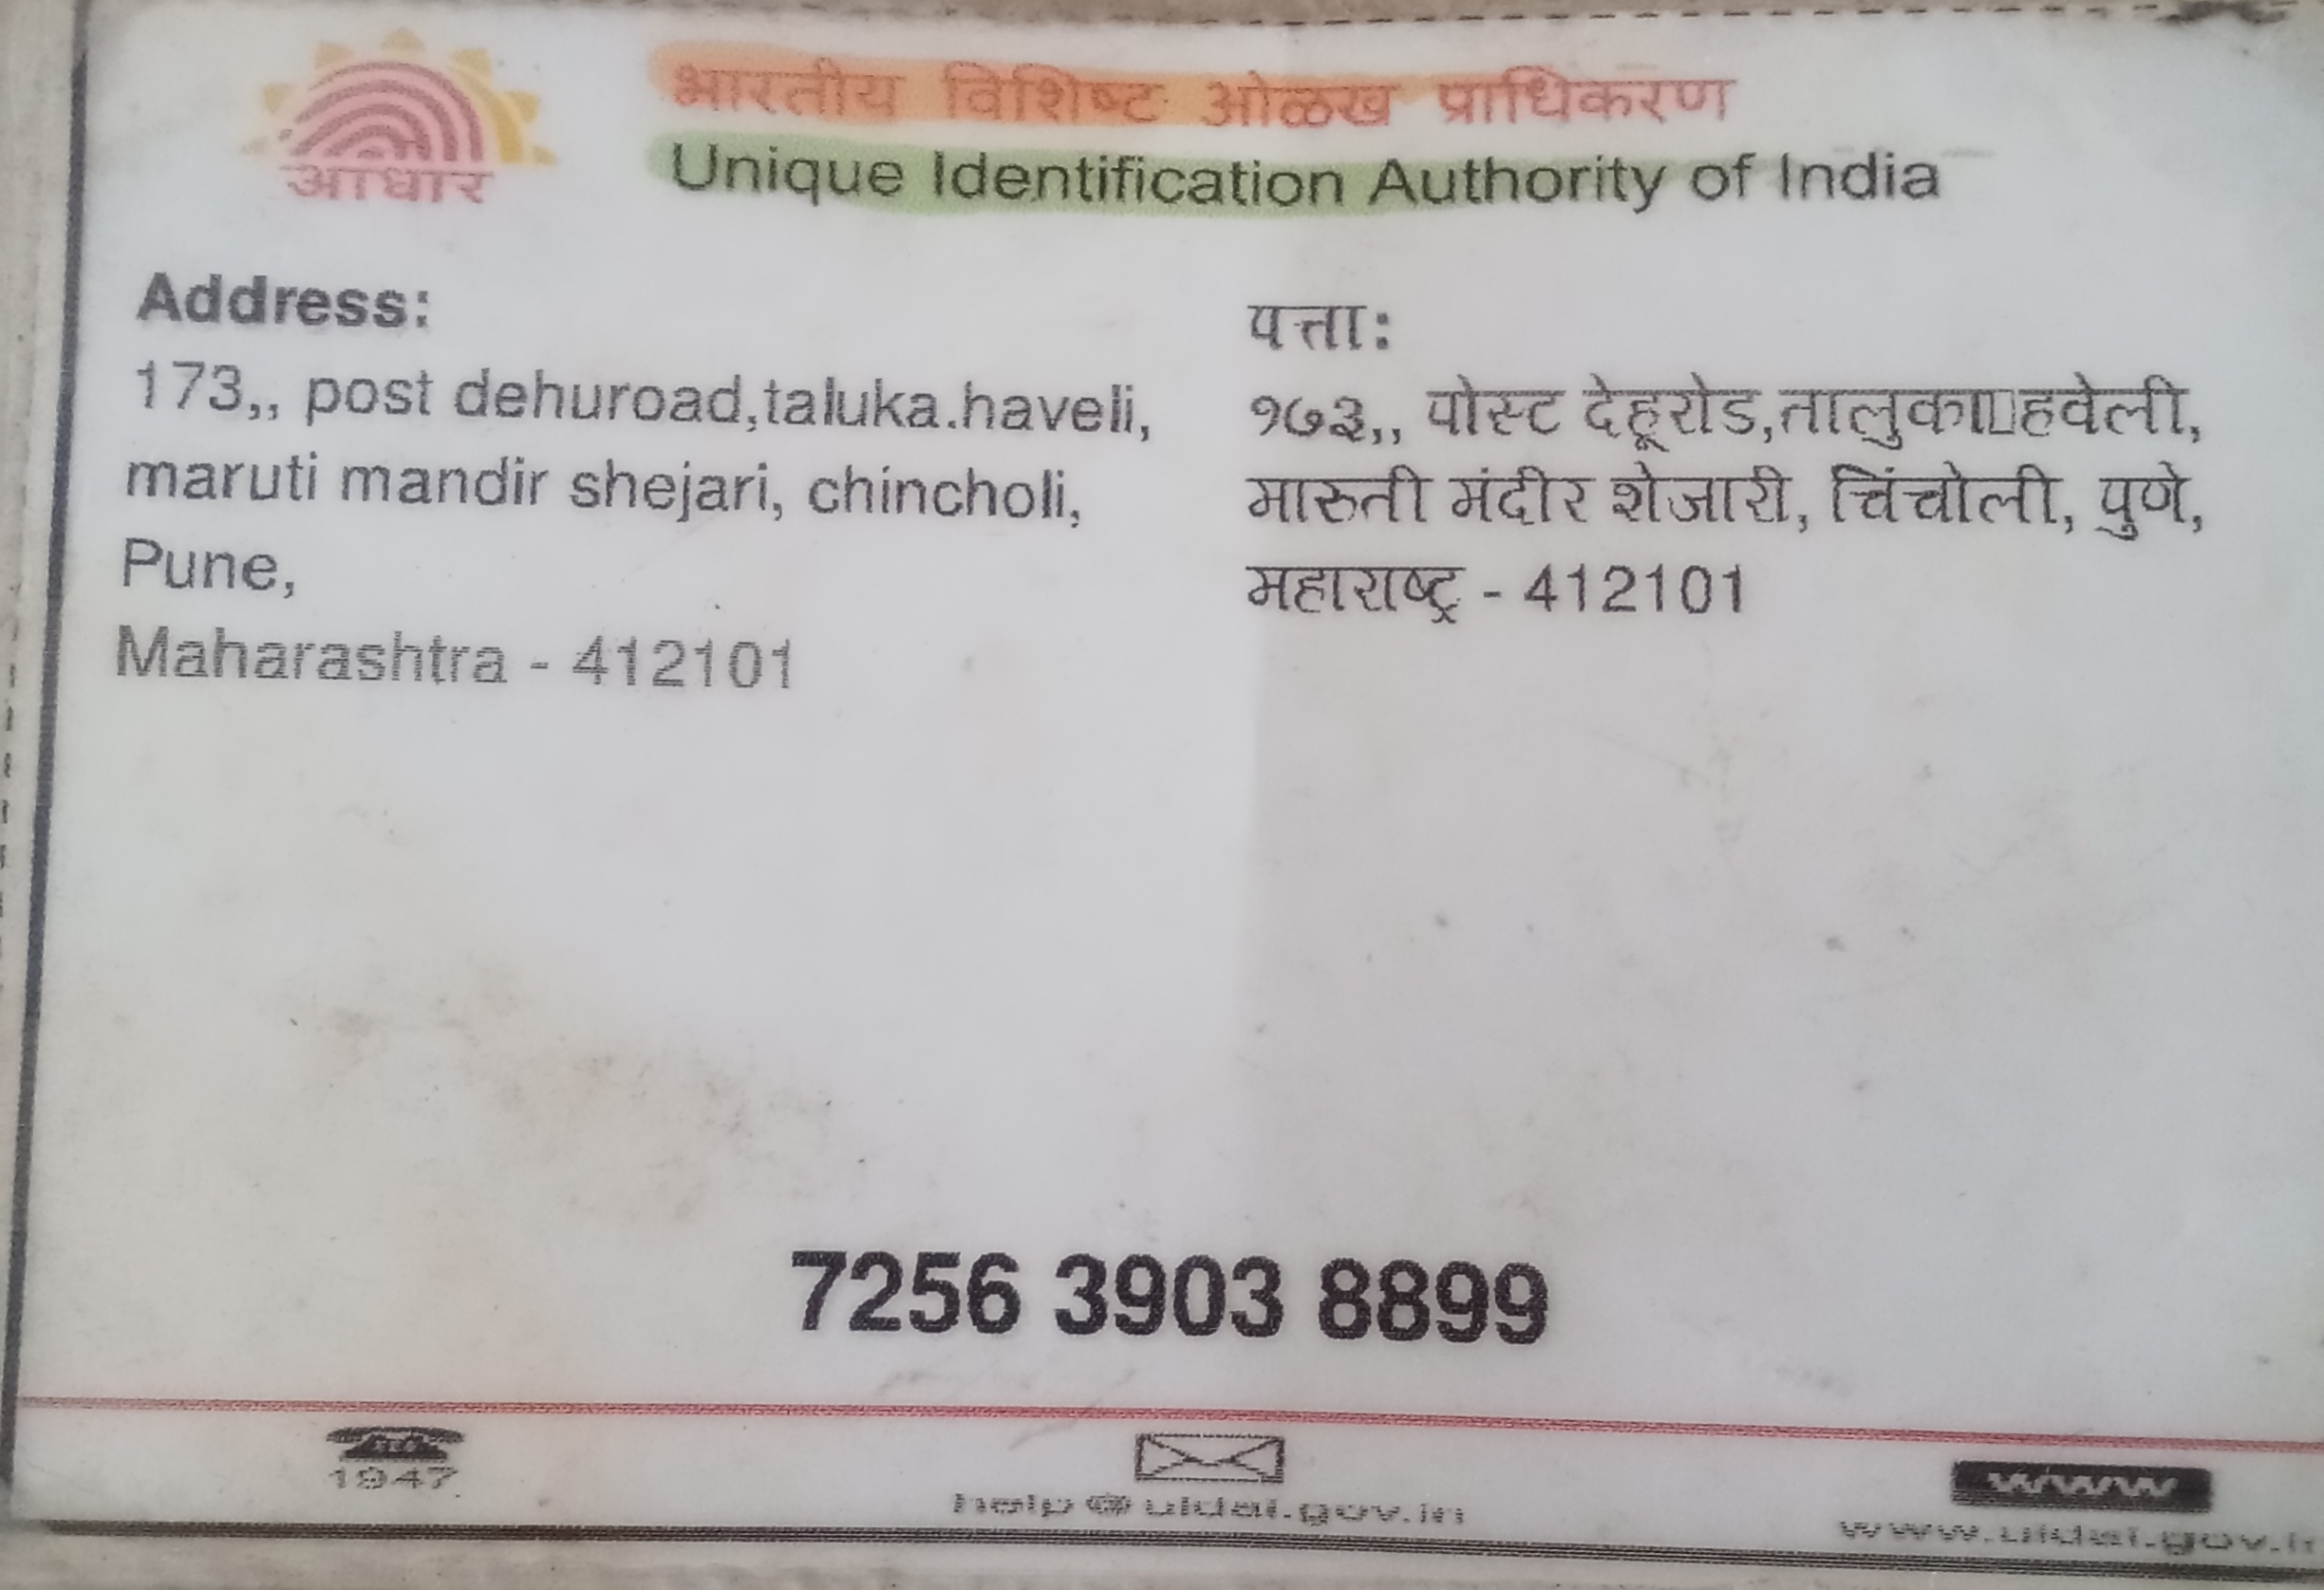 आधार
भारतीय विशिष्ट ओळख प्राधिकरण
Unique Identification Authority of India
Address:
173,, post dehuroad,taluka.haveli,
maruti mandir shejari, chincholi,
Pune,
Maharashtra - 412101
पत्ता:
१७३,, पोस्ट देहूरोड,तालुका▯हवेली,
मारुती मंदीर शेजारी, चिंचोली, पुणे,
महाराष्ट्र - 412101
7256 3903 8899
1947
help@uidai.gov.in
www
www.uidai.gov.in